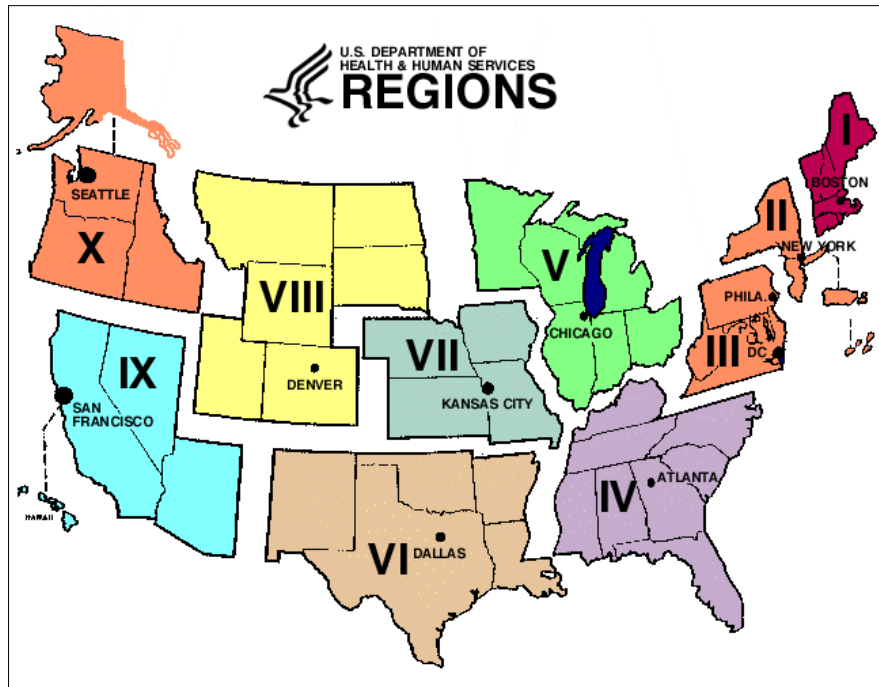 U.S. DEPARTMENT OF
HEALTH & HUMAN SERVICES
REGIONS
I
BOSTON
SEATTLE
II
NEW YORK
X
V
VIII
PHILA.
CHICAGO
III
DC
VII
IX
DENVER
KANSAS CITY
SAN
FRANCISCO
ATLANTA
IV
HAWAII
VI
DALLAS